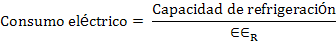 Consumo eléctrico = Capacidad de refrigeración / ∈∈R